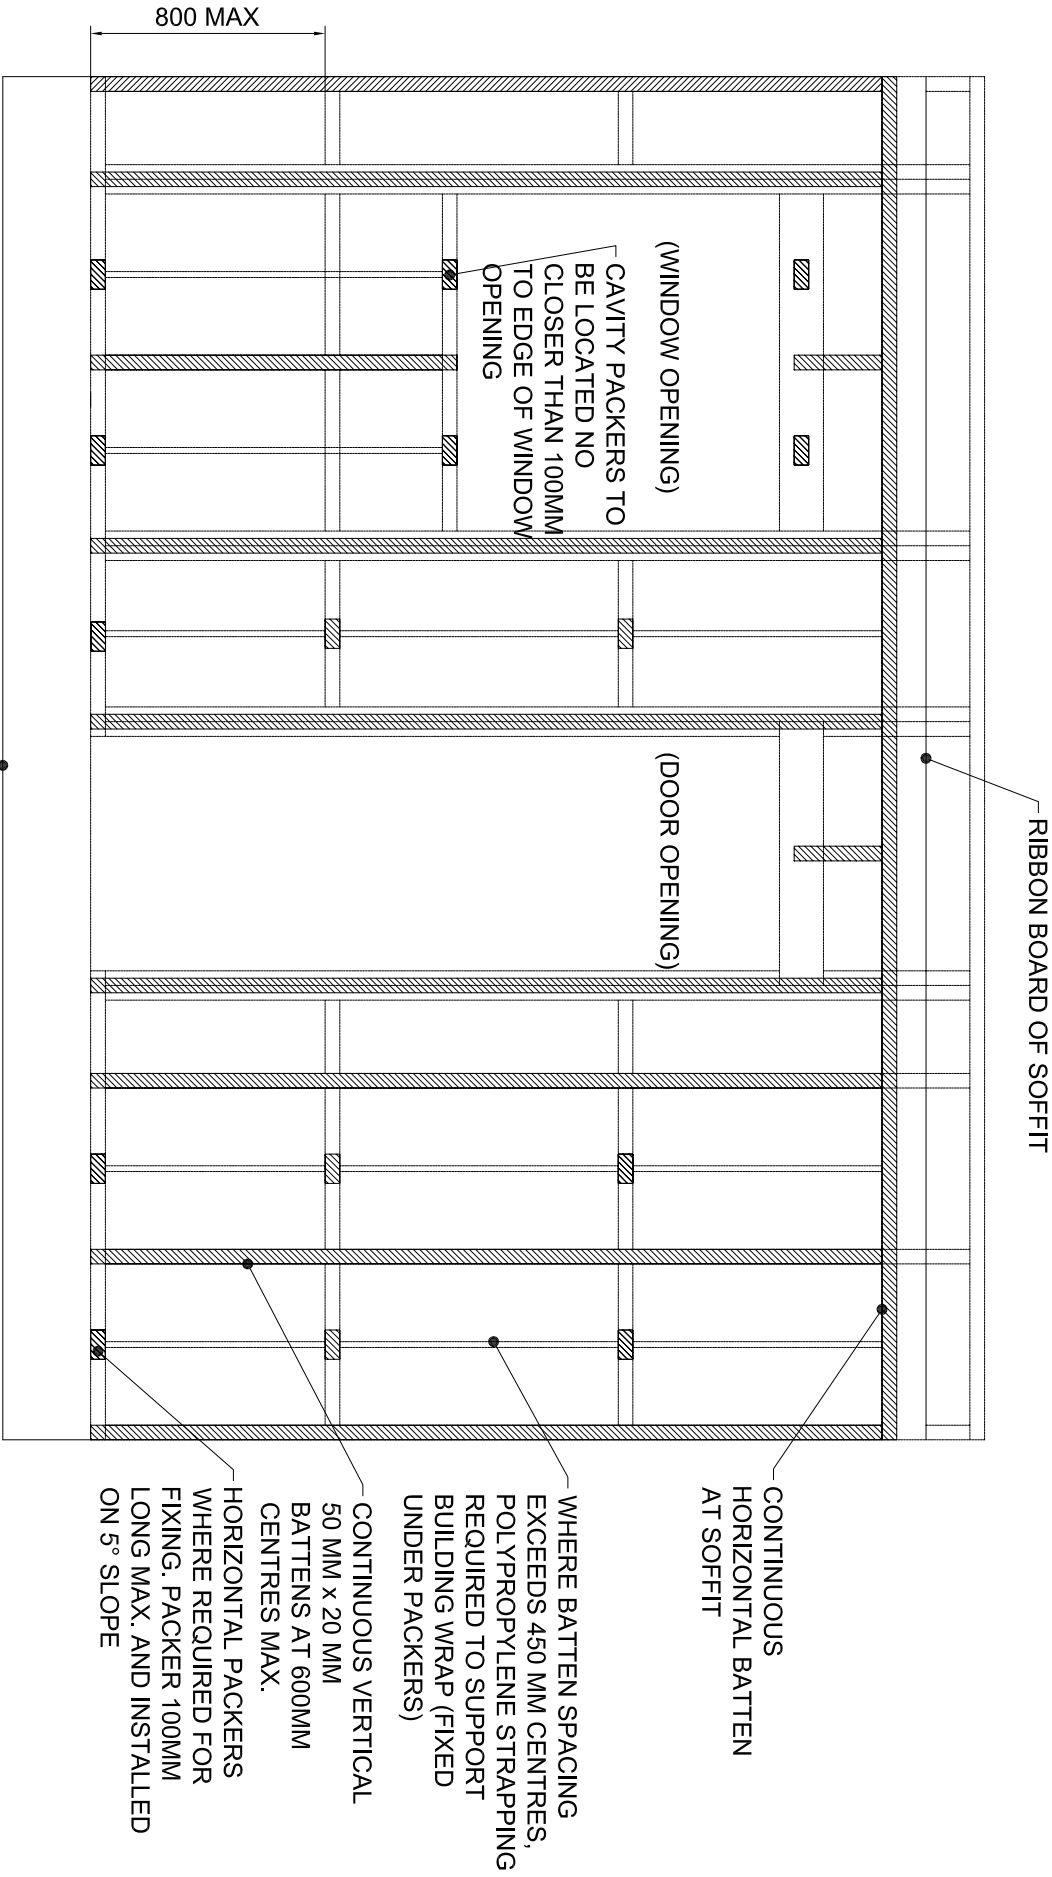 800 MAX
RIBBON BOARD OF SOFFIT
(WINDOW OPENING)
CAVITY PACKERS TO
BE LOCATED NO
CLOSER THAN 100MM
TO EDGE OF WINDOW
OPENING
(DOOR OPENING)
CONTINUOUS
HORIZONTAL BATTEN
AT SOFFIT
WHERE BATTEN SPACING
EXCEEDS 450 MM CENTRES,
POLYPROPYLENE STRAPPING
REQUIRED TO SUPPORT
BUILDING WRAP (FIXED
UNDER PACKERS)
CONTINUOUS VERTICAL
50 MM x 20 MM
BATTENS AT 600MM
CENTRES MAX.
HORIZONTAL PACKERS
WHERE REQUIRED FOR
FIXING. PACKER 100MM
LONG MAX. AND INSTALLED
ON 5° SLOPE